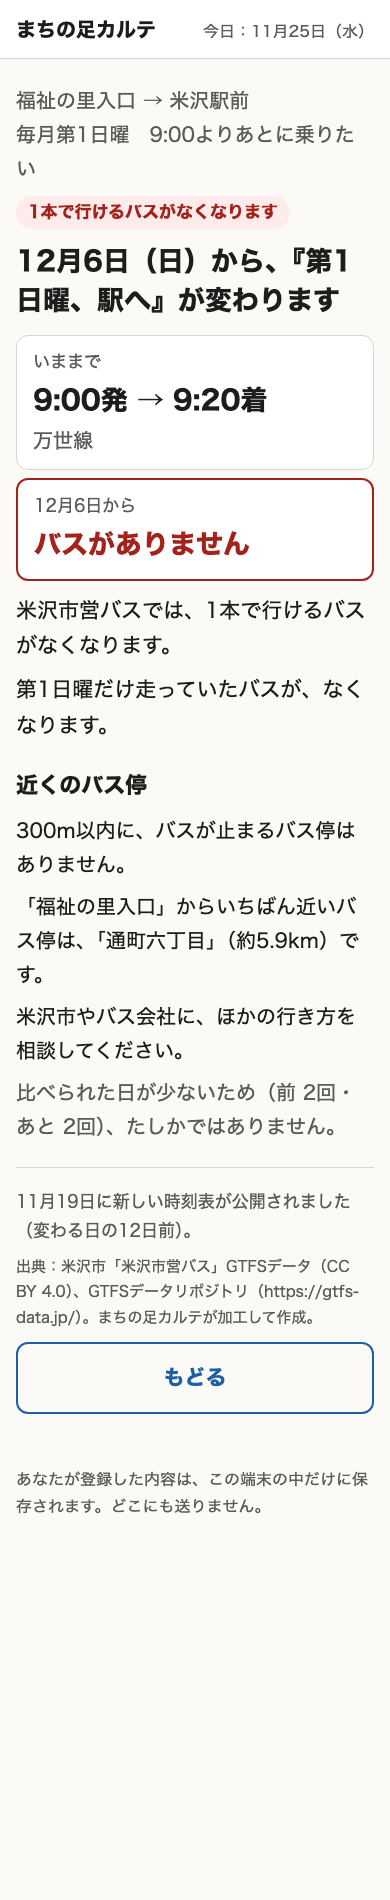 まちの足カルテ
今日：11月25日（水）
福祉の里入口 → 米沢駅前
毎月第1日曜　9:00よりあとに乗りた
い
1本で行けるバスがなくなります
12月6日（日）から、『第1
日曜、駅へ』が変わります
いままで
9:00発 → 9:20着
万世線
12月6日から
バスがありません
米沢市営バスでは、1本で行けるバス
がなくなります。
第1日曜だけ走っていたバスが、なく
なります。
近くのバス停
300m以内に、バスが止まるバス停は
ありません。
「福祉の里入口」からいちばん近いバ
ス停は、「通町六丁目」（約5.9km）で
す。
米沢市やバス会社に、ほかの行き方を
相談してください。
比べられた日が少ないため（前 2回・
あと 2回）、たしかではありません。
11月19日に新しい時刻表が公開されました
（変わる日の12日前）。
出典：米沢市「米沢市営バス」GTFSデータ（CC
BY 4.0）、GTFSデータリポジトリ（https://gtfs-
data.jp/）。まちの足カルテが加工して作成。
もどる
あなたが登録した内容は、この端末の中だけに保
存されます。どこにも送りません。